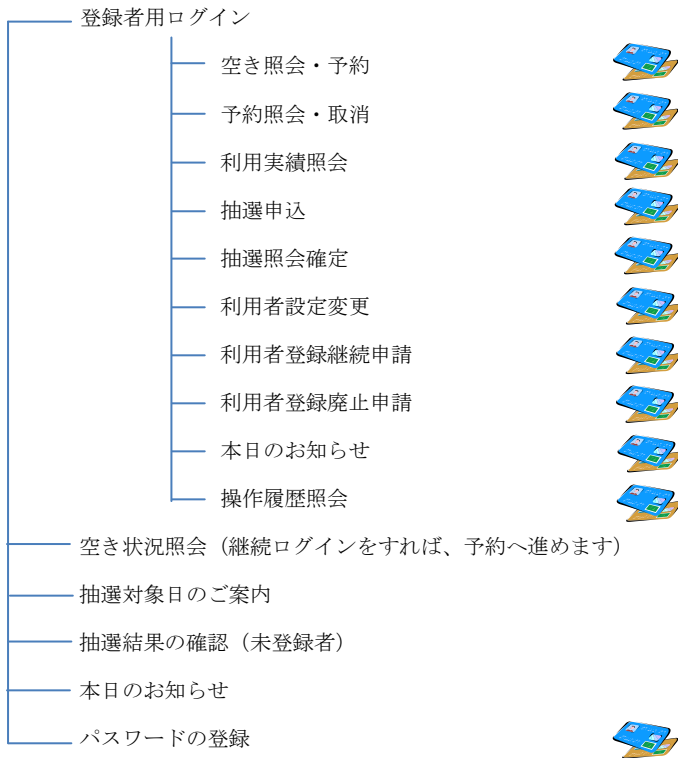 登録者用ログイン
空き照会・予約
予約照会・取消
利用実績照会
抽選申込
抽選照会確定
利用者設定変更
利用者登録継続申請
利用者登録廃止申請
本日のお知らせ
操作履歴照会
空き状況照会（継続ログインをすれば、予約へ進めます）
抽選対象日のご案内
抽選結果の確認（未登録者）
本日のお知らせ
パスワードの登録